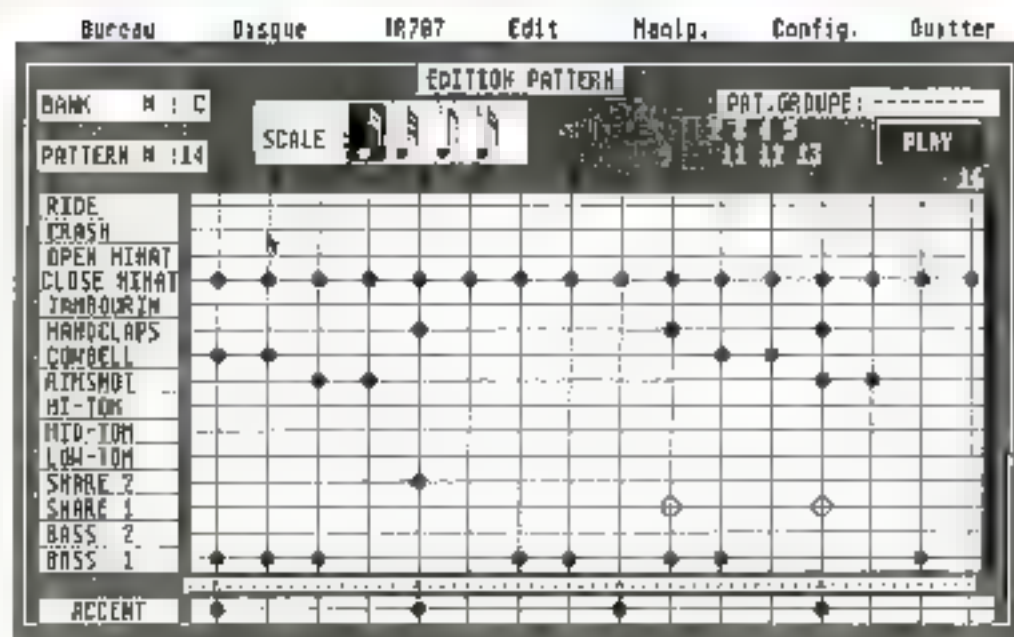 Bureau Disque TR707 Edit Manip. Config. Quitter
EDITION PATTERN
BANK # : C
PAT.GROUPE: ---------
SCALE
PLAY
PATTERN # :14
11 12 13
16
RIDE
CRASH
OPEN HIHAT
CLOSE HIHAT
TAMBOURIN
HANDCLAPS
COWBELL
RIMSHOT
HI-TOM
MID-TOM
LOW-TOM
SNARE 2
SNARE 1
BASS 2
BASS 1
ACCENT